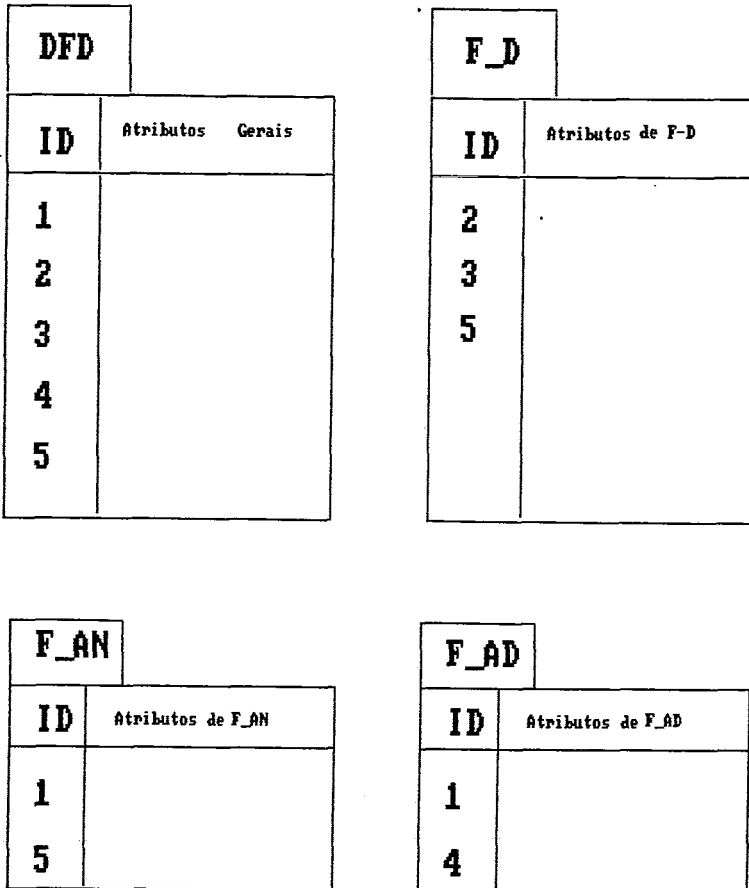 DFD
ID Atributos Gerais
1
2
3
4
5
F_D
ID Atributos de F-D
2
3
5
F_AN
ID Atributos de F_AN
1
5
F_AD
ID Atributos de F_AD
1
4